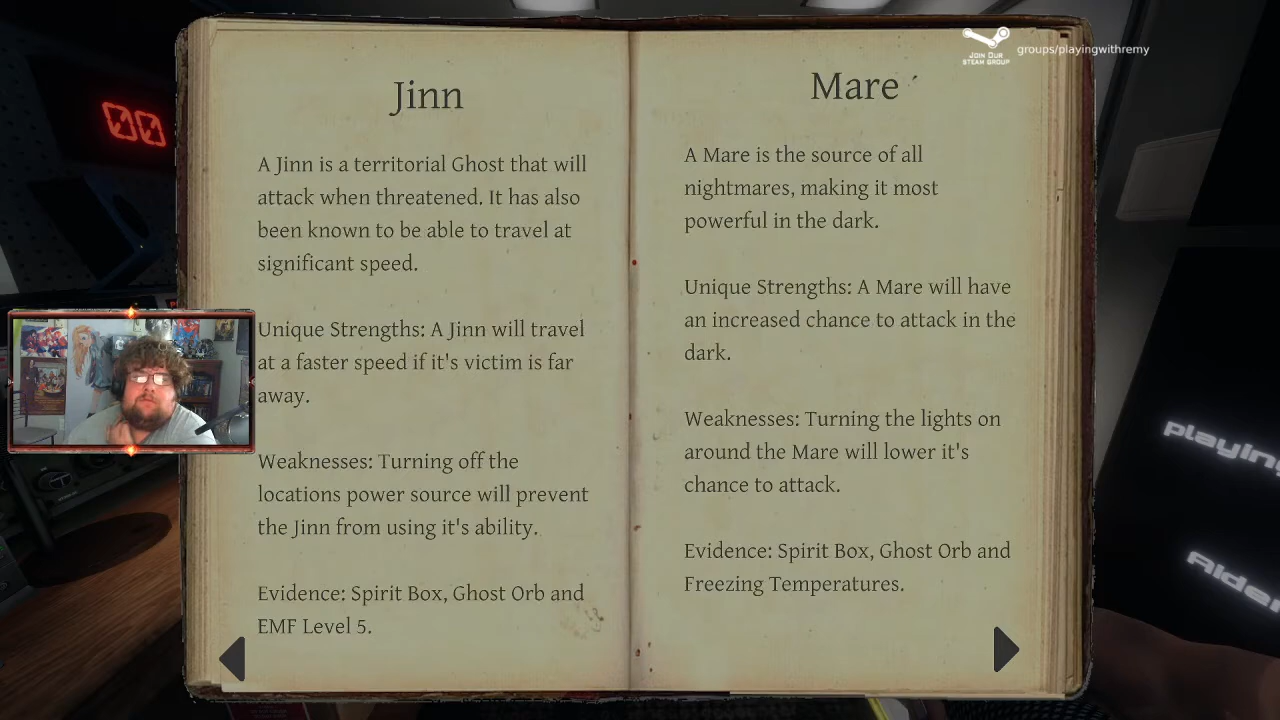 JOIN OUR
STEAM GROUP
groups/playingwithremy
00
Jinn
A Jinn is a territorial Ghost that will
attack when threatened. It has also
been known to be able to travel at
significant speed.
Unique Strengths: A Jinn will travel
at a faster speed if it's victim is far
away.
Weaknesses: Turning off the
locations power source will prevent
the Jinn from using it's ability.
Evidence: Spirit Box, Ghost Orb and
EMF Level 5.
Mare
A Mare is the source of all
nightmares, making it most
powerful in the dark.
Unique Strengths: A Mare will have
an increased chance to attack in the
dark.
Weaknesses: Turning the lights on
around the Mare will lower it's
chance to attack.
Evidence: Spirit Box, Ghost Orb and
Freezing Temperatures.